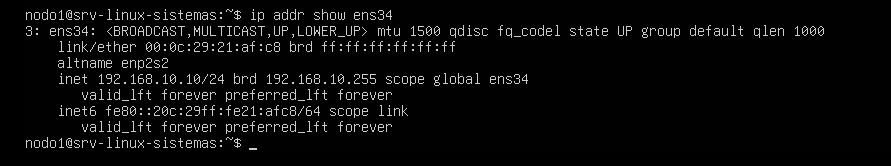 nodo1@srv-linux-sistemas:~$ ip addr show ens34
3: ens34: <BROADCAST,MULTICAST,UP,LOWER_UP> mtu 1500 qdisc fq_codel state UP group default qlen 1000
    link/ether 00:0c:29:21:af:c8 brd ff:ff:ff:ff:ff:ff
    altname enp2s2
    inet 192.168.10.10/24 brd 192.168.10.255 scope global ens34
       valid_lft forever preferred_lft forever
    inet6 fe80::20c:29ff:fe21:afc8/64 scope link
       valid_lft forever preferred_lft forever
nodo1@srv-linux-sistemas:~$ _